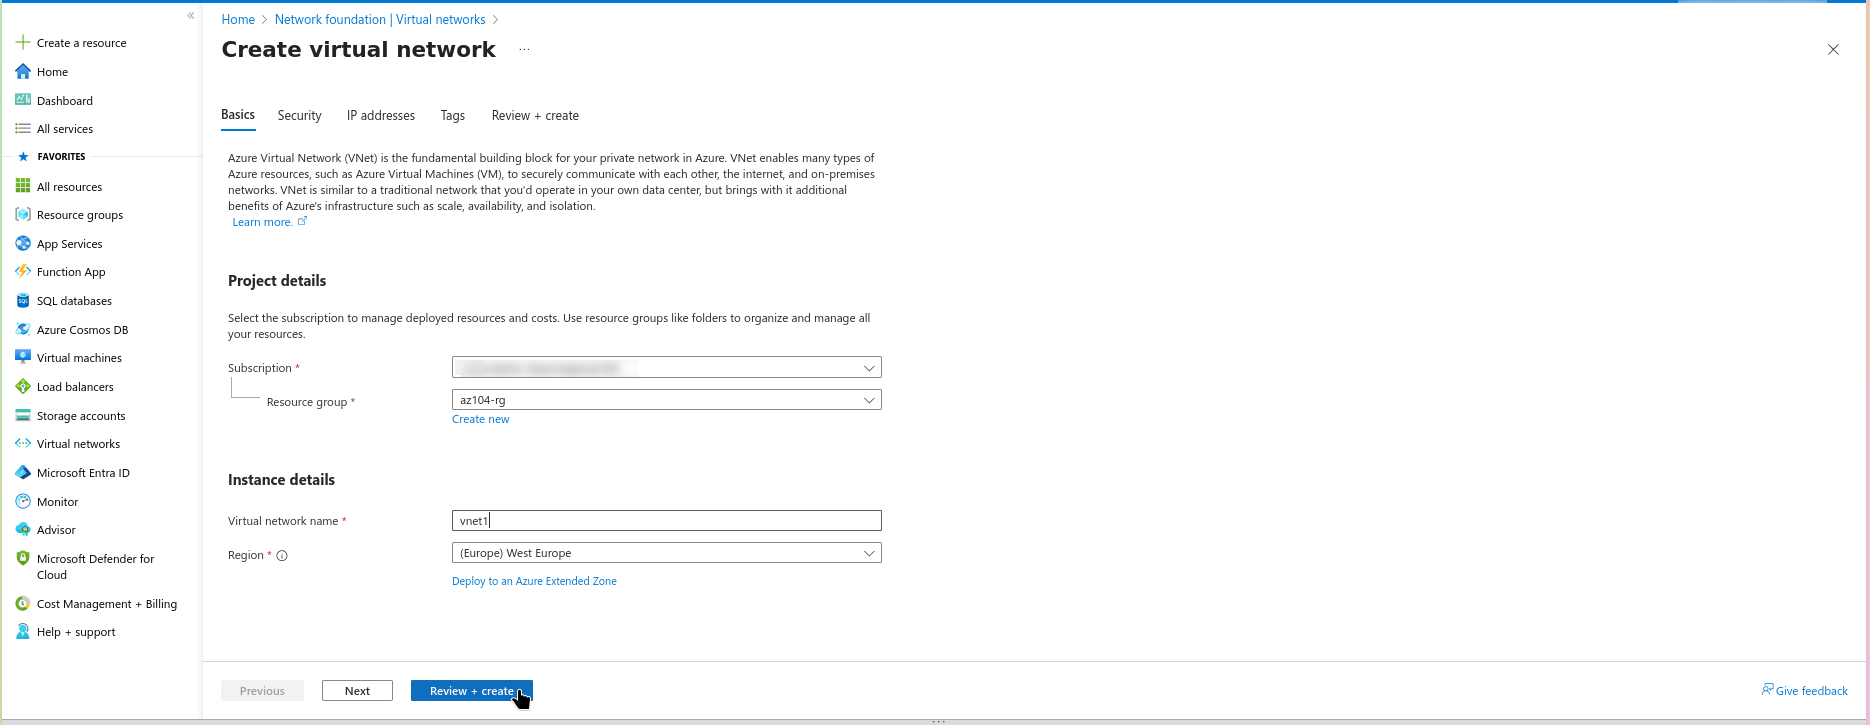 «
Create a resource
Home
Dashboard
All services
FAVORITES
All resources
Resource groups
App Services
Function App
SQL databases
Azure Cosmos DB
Virtual machines
Load balancers
Storage accounts
Virtual networks
Microsoft Entra ID
Monitor
Advisor
Microsoft Defender for
Cloud
Cost Management + Billing
Help + support
Home > Network foundation | Virtual networks >
Create virtual network ...
Basics Security IP addresses Tags Review + create
Azure Virtual Network (VNet) is the fundamental building block for your private network in Azure. VNet enables many types of
Azure resources, such as Azure Virtual Machines (VM), to securely communicate with each other, the internet, and on-premises
networks. VNet is similar to a traditional network that you'd operate in your own data center, but brings with it additional
benefits of Azure's infrastructure such as scale, availability, and isolation.
Learn more.
Project details
Select the subscription to manage deployed resources and costs. Use resource groups like folders to organize and manage all
your resources.
Subscription *
Resource group * az104-rg
Create new
Instance details
Virtual network name * vnet1
Region * (Europe) West Europe
Deploy to an Azure Extended Zone
Previous Next Review + create Give feedback